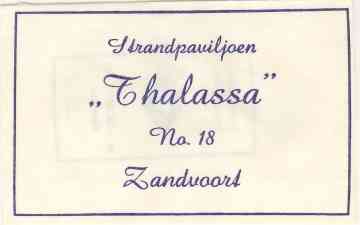 Strandpaviljoen
„Thalassa”
No. 18
Zandvoort